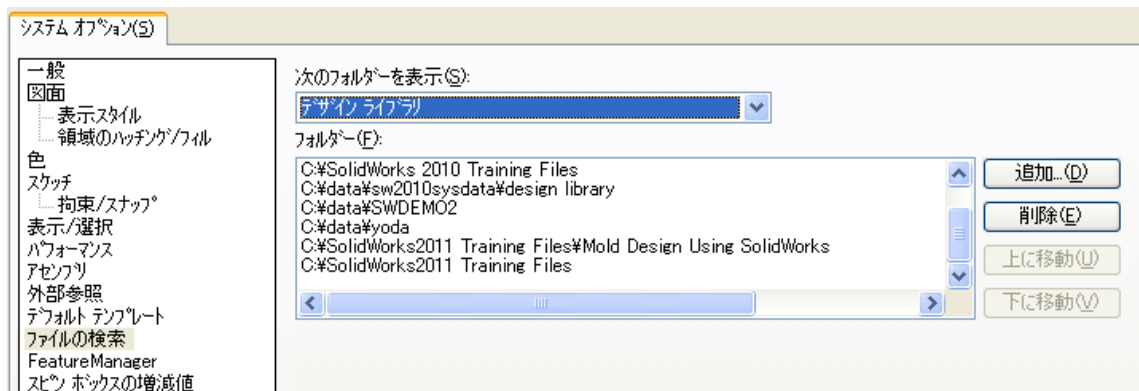 システム オプション(S)
一般
図面
表示スタイル
領域のハッチング/フィル
色
スケッチ
拘束/スナップ
表示/選択
パフォーマンス
アセンブリ
外部参照
デフォルト テンプレート
ファイルの検索
FeatureManager
スピン ボックスの増減値
次のフォルダーを表示(S):
デザイン ライブラリ
フォルダー(F):
C:¥SolidWorks 2010 Training Files
C:¥data¥sw2010sysdata¥design library
C:¥data¥SWDEMO2
C:¥data¥yoda
C:¥SolidWorks2011 Training Files¥Mold Design Using SolidWorks
C:¥SolidWorks2011 Training Files
追加...(D)
削除(E)
上に移動(U)
下に移動(V)